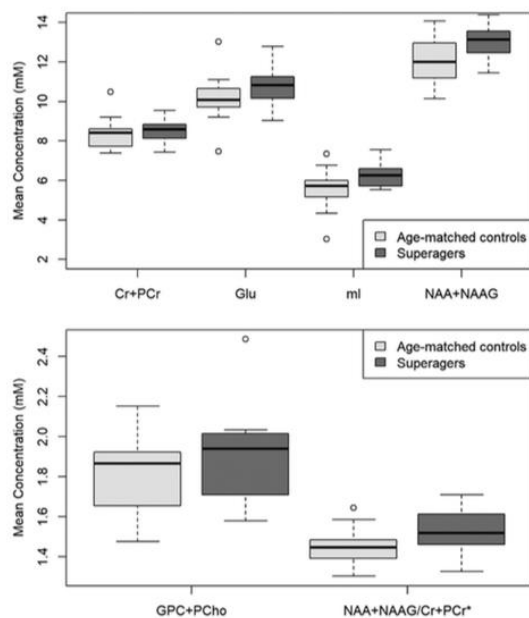 Mean Concentration (mM)
14
12
10
8
6
4
2
Age-matched controls
Superagers
Cr+PCr Glu mI NAA+NAAG
Mean Concentration (mM)
2.4
2.2
2.0
1.8
1.6
1.4
Age-matched controls
Superagers
GPC+PCho NAA+NAAG/Cr+PCr*